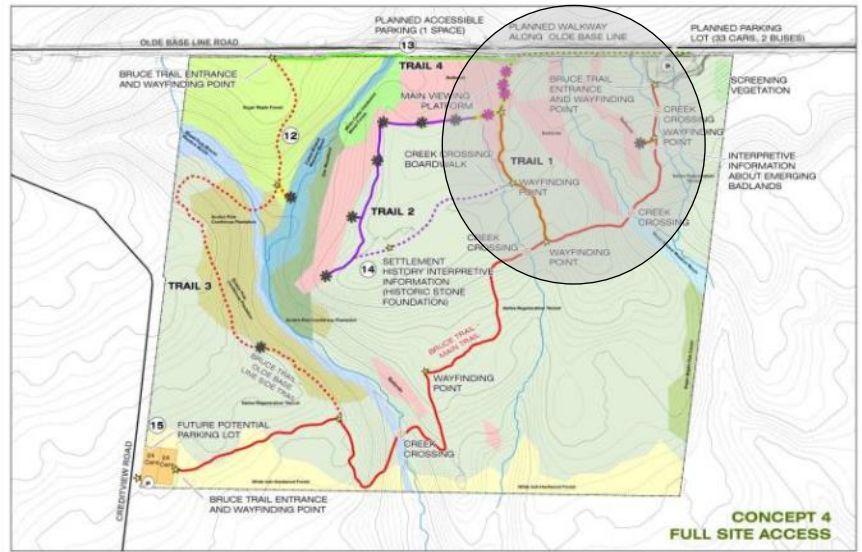 PLANNED ACCESSIBLE
PARKING (1 SPACE)
13
PLANNED WALKWAY
ALONG OLDE BASE LINE
PLANNED PARKING
LOT (33 CARS, 2 BUSES)
OLDE BASE LINE ROAD
BRUCE TRAIL ENTRANCE
AND WAYFINDING POINT
TRAIL 4
MAIN VIEWING
PLATFORM
BRUCE TRAIL
ENTRANCE
AND WAYFINDING
POINT
P
SCREENING
VEGETATION
CREEK
CROSSING
WAYFINDING
POINT
12
CREEK CROSSING
BOARDWALK
TRAIL 1
INTERPRETIVE
INFORMATION
ABOUT EMERGING
BADLANDS
WAYFINDING
POINT
TRAIL 2
CREEK
CROSSING
CREEK
CROSSING
WAYFINDING
POINT
14
SETTLEMENT
HISTORY INTERPRETIVE
INFORMATION
(HISTORIC STONE
FOUNDATION)
TRAIL 3
BRUCE TRAIL
MAIN TRAIL
BRUCE TRAIL
OLDE BASE
LINE SIDE TRAIL
WAYFINDING
POINT
15
FUTURE POTENTIAL
PARKING LOT
CREEK
CROSSING
24 24
Cars Cars
P
CREDITVIEW ROAD
BRUCE TRAIL ENTRANCE
AND WAYFINDING POINT
CONCEPT 4
FULL SITE ACCESS